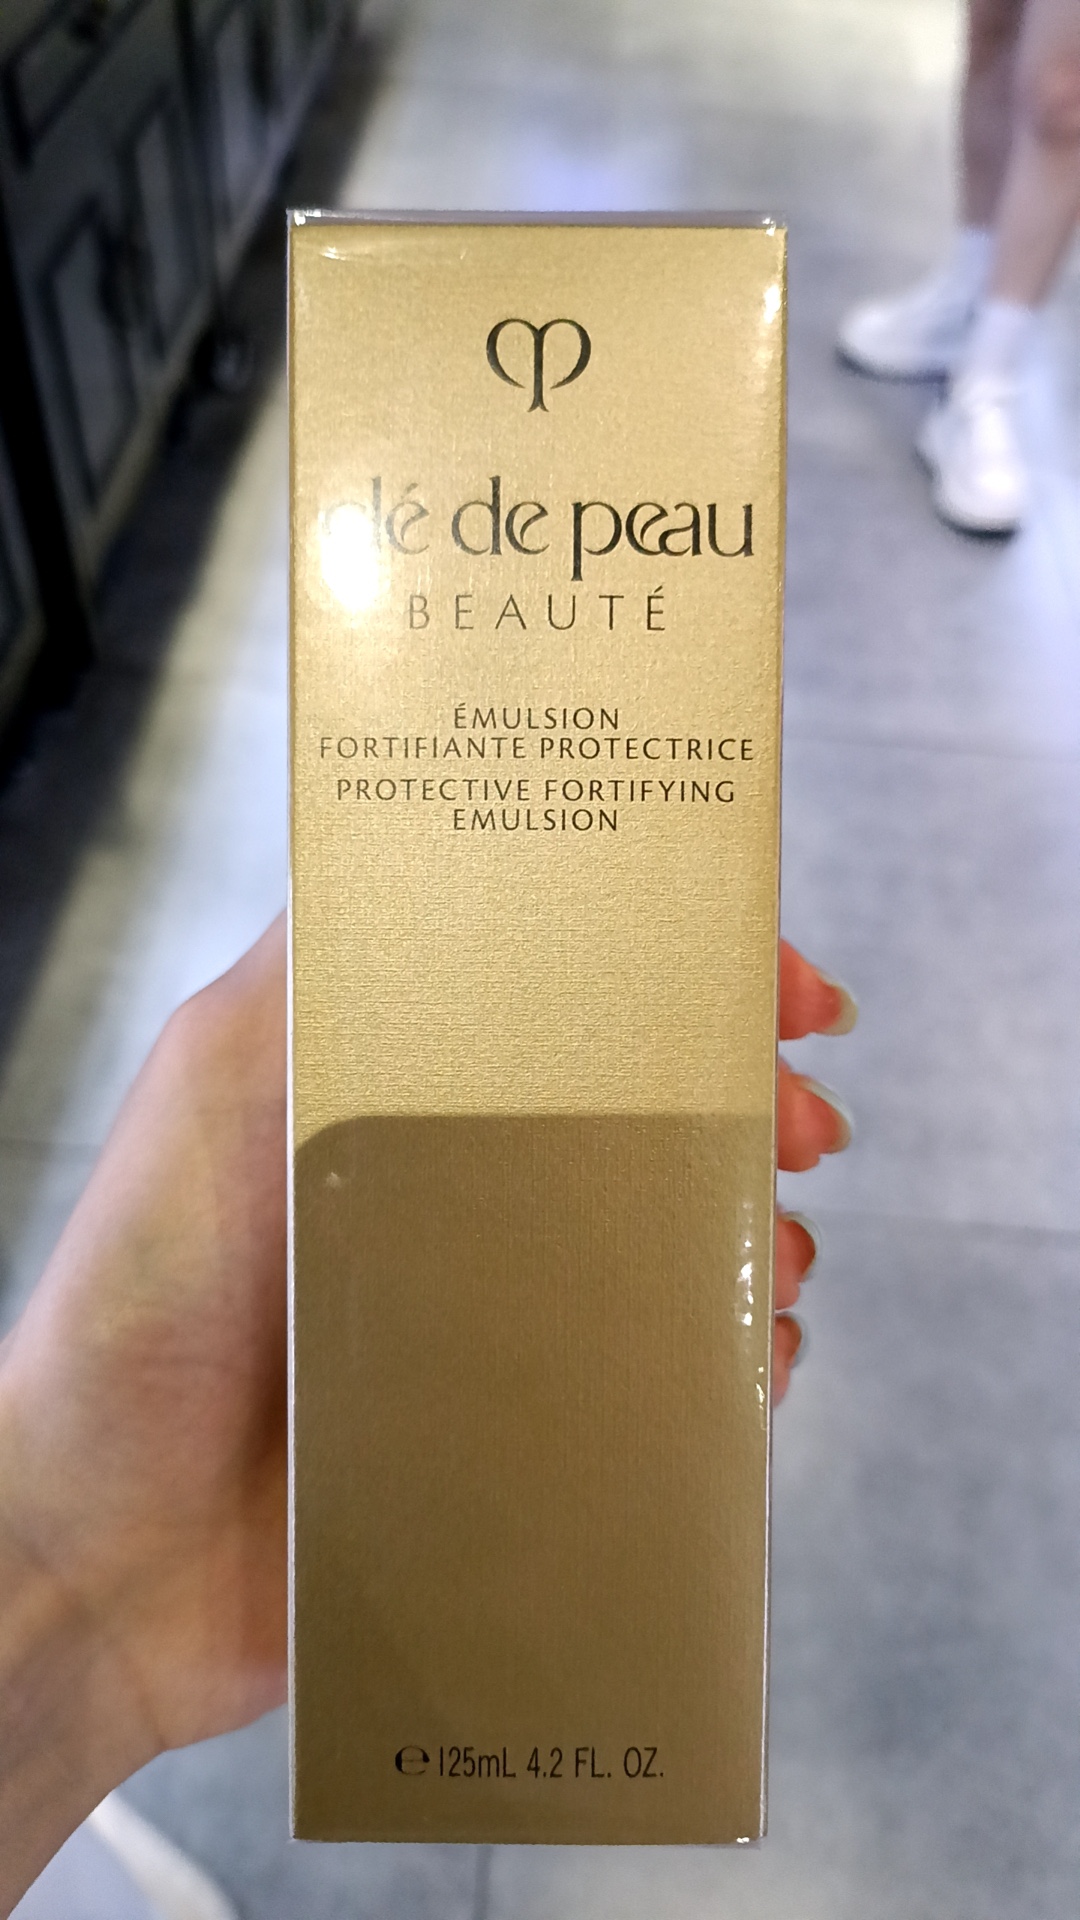 clé de peau
BEAUTÉ
ÉMULSION
FORTIFIANTE PROTECTRICE
PROTECTIVE FORTIFYING
EMULSION
℮ 125mL 4.2 FL. OZ.